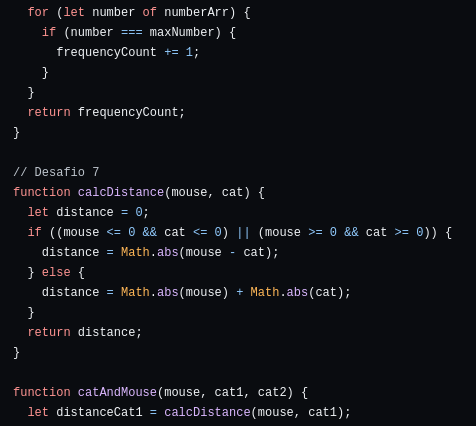 for (let number of numberArr) {
if (number === maxNumber) {
frequencyCount += 1;
}
}
return frequencyCount;
}
// Desafio 7
function calcDistance(mouse, cat) {
let distance = 0;
if ((mouse <= 0 && cat <= 0) || (mouse >= 0 && cat >= 0)) {
distance = Math.abs(mouse - cat);
} else {
distance = Math.abs(mouse) + Math.abs(cat);
}
return distance;
}
function catAndMouse(mouse, cat1, cat2) {
let distanceCat1 = calcDistance(mouse, cat1);